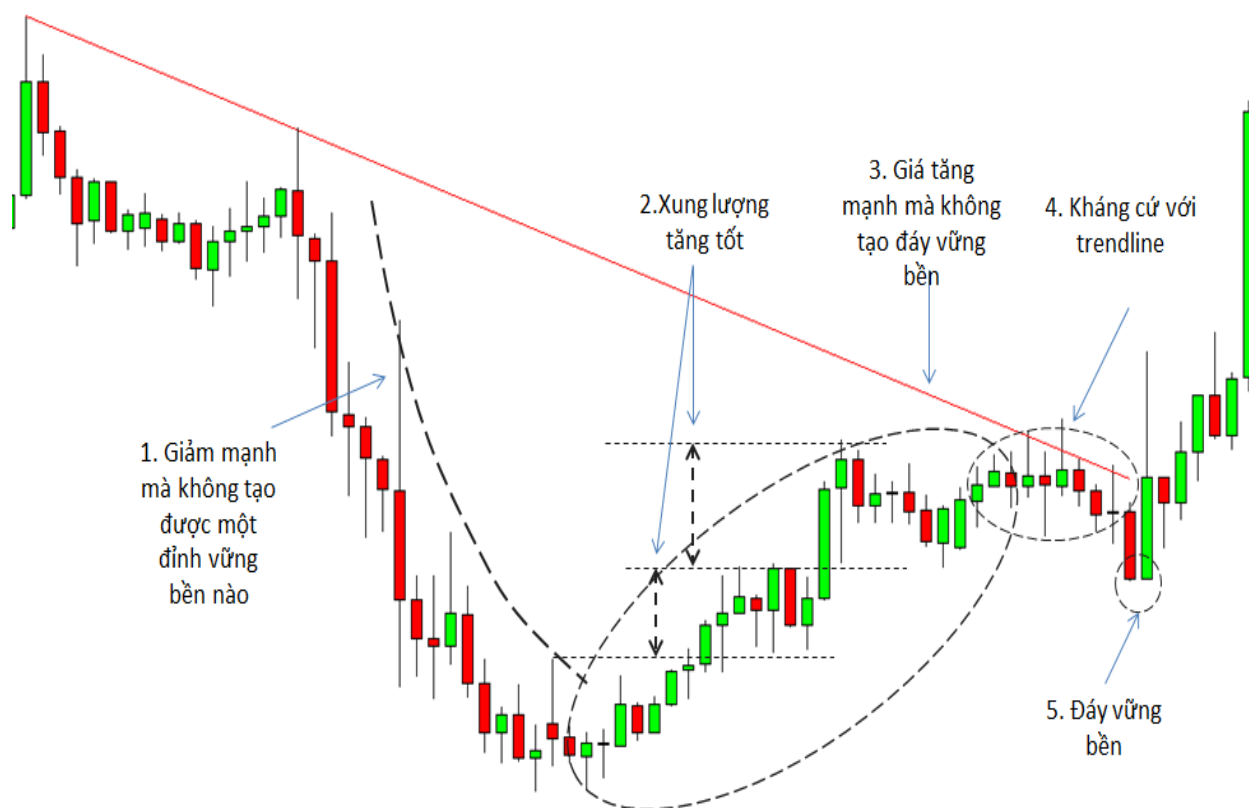 1. Giảm mạnh
mà không tạo
được một
đỉnh vững
bền nào
2.Xung lượng
tăng tốt
3. Giá tăng
mạnh mà không
tạo đáy vững
bền
4. Kháng cứ với
trendline
5. Đáy vững
bền